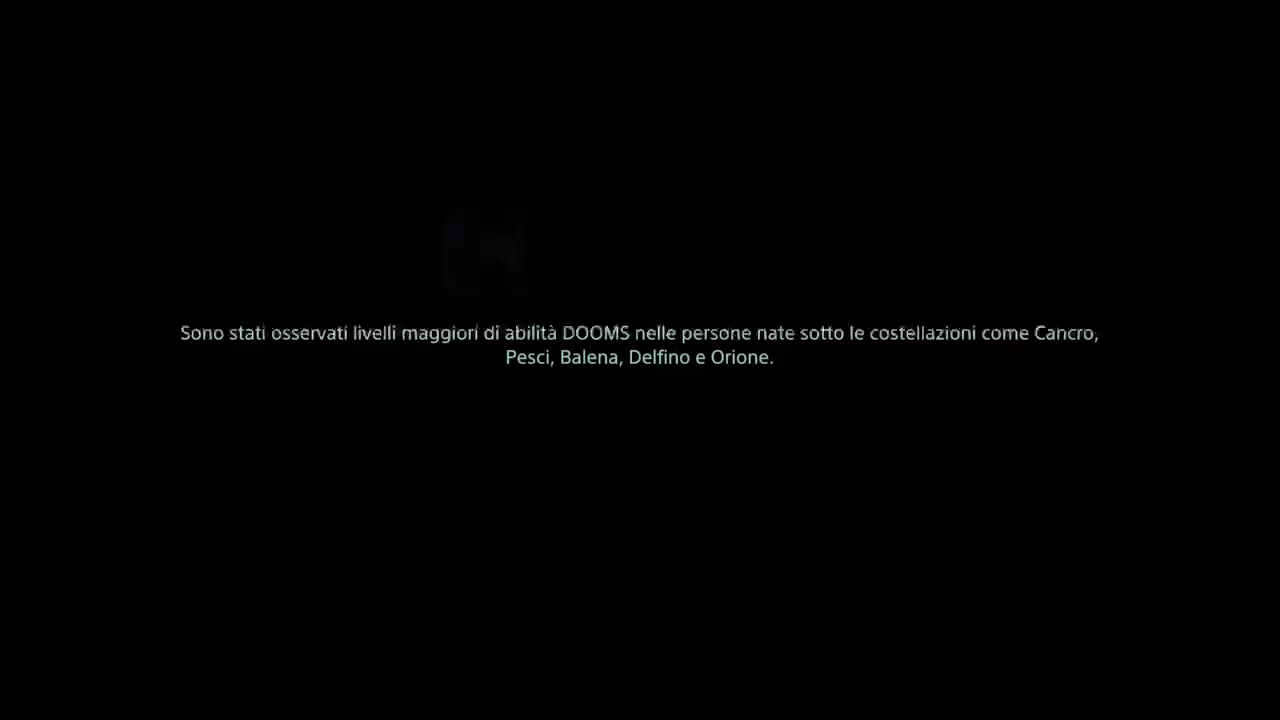 Sono stati osservati livelli maggiori di abilità DOOMS nelle persone nate sotto le costellazioni come Cancro,
Pesci, Balena, Delfino e Orione.